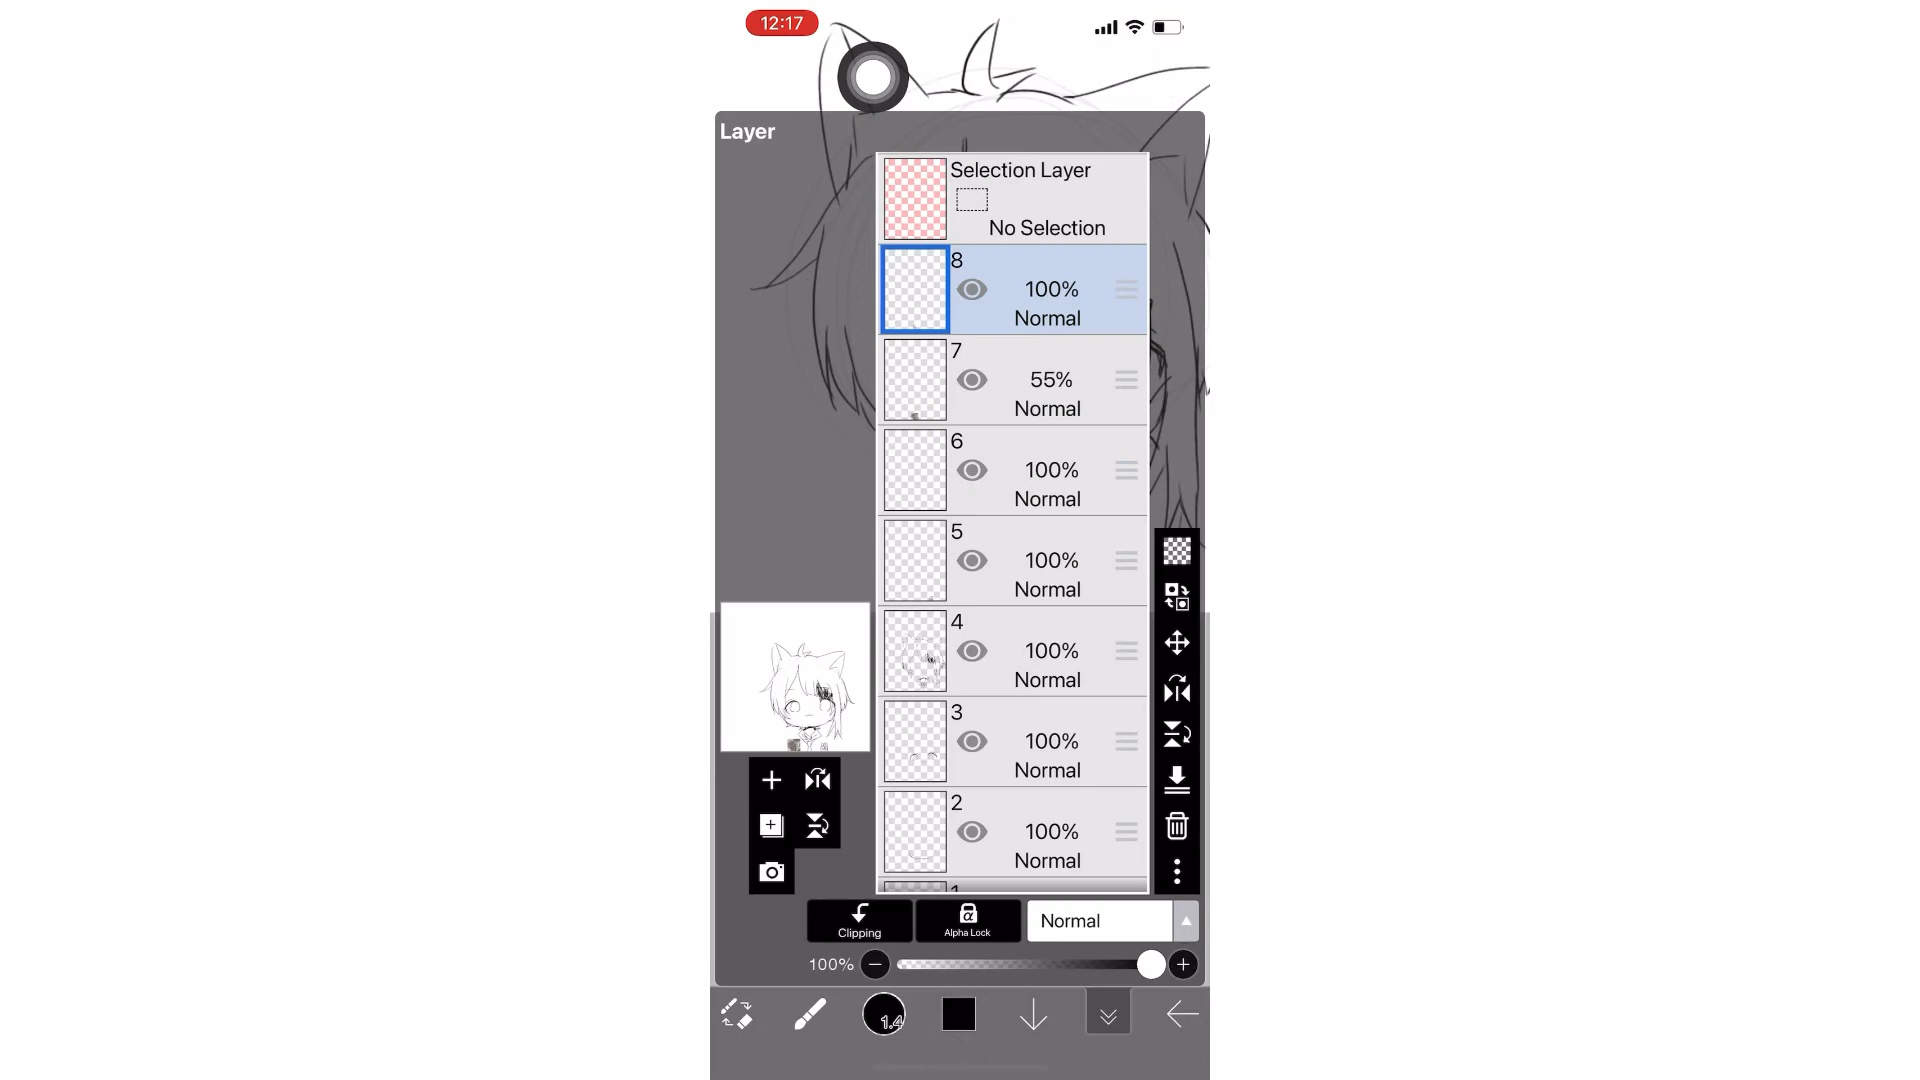 12:17
Layer
Selection Layer
No Selection
8
100%
Normal
7
55%
Normal
6
100%
Normal
5
100%
Normal
4
100%
Normal
3
100%
Normal
2
100%
Normal
1
Clipping
α
Alpha Lock
Normal
100%
1.4